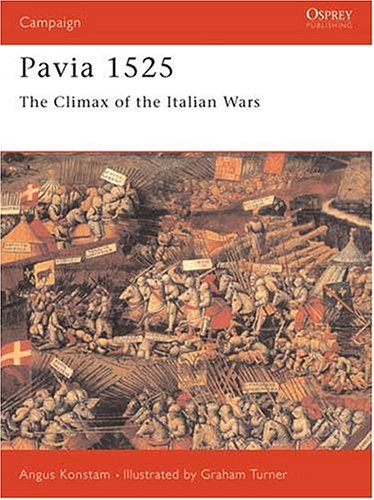 Campaign
OSPREY
PUBLISHING
Pavia 1525
The Climax of the Italian Wars
Angus Konstam • Illustrated by Graham Turner